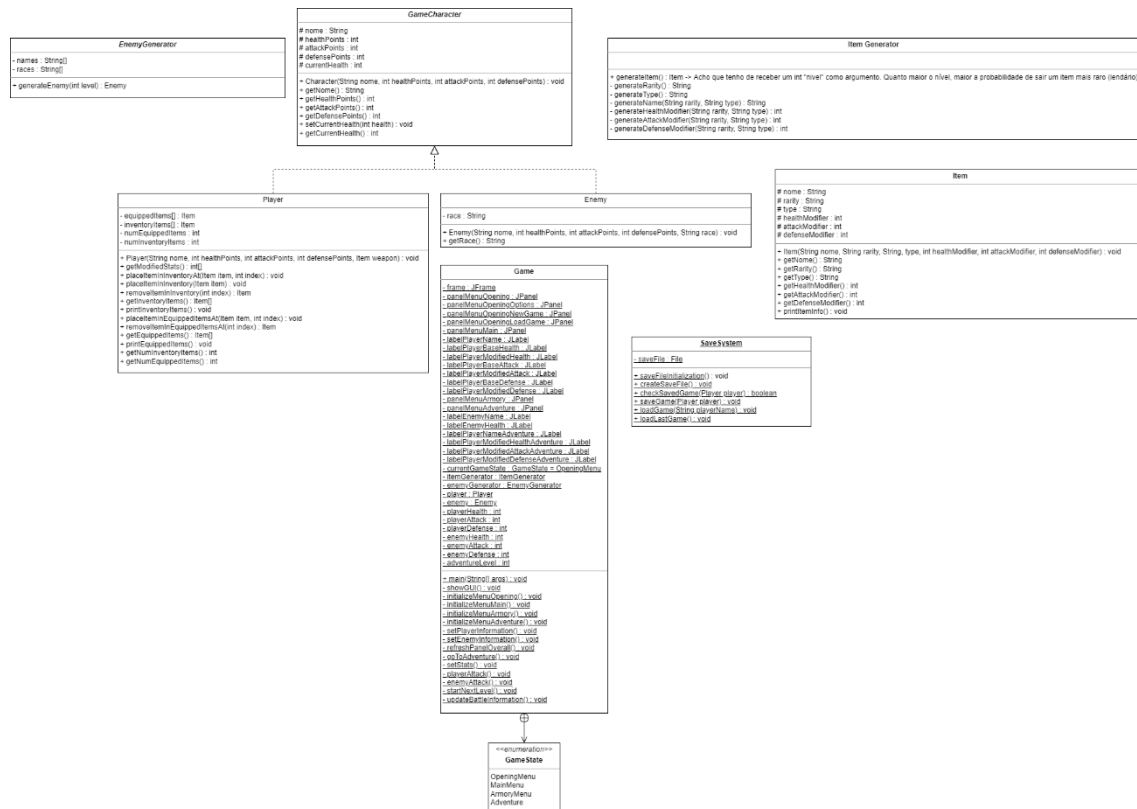 EnemyGenerator
- names : String[]
- races : String[]
+ generateEnemy(int level) : Enemy
GameCharacter
# nome : String
# healthPoints : int
# attackPoints : int
# defensePoints : int
# currentHealth : int
+ Character(String nome, int healthPoints, int attackPoints, int defensePoints) : void
+ getNome() : String
+ getHealthPoints() : int
+ getAttackPoints() : int
+ getDefensePoints() : int
+ setCurrentHealth(int health) : void
+ getCurrentHealth() : int
Item Generator
+ generateItem() : Item -> Acho que tenho de receber um int "nivel" como argumento. Quanto maior o nível, maior a probabilidade de sair um item mais raro (lendário)
- generateRarity() : String
- generateType() : String
- generateName(String rarity, String type) : String
- generateHealthModifier(String rarity, String type) : int
- generateAttackModifier(String rarity, String type) : int
- generateDefenseModifier(String rarity, String type) : int
Player
- equippedItems[] : Item
- inventoryItems[] : Item
- numEquippedItems : int
- numInventoryItems : int
+ Player(String nome, int healthPoints, int attackPoints, int defensePoints, Item weapon) : void
+ getModifiedStats() : int[]
+ placeItemInInventoryAt(Item item, int index) : void
+ placeItemInInventory(Item item) : void
+ removeItemInInventory(int index) : Item
+ getInventoryItems() : Item[]
+ printInventoryItems() : void
+ placeItemInEquippedItemsAt(Item item, int index) : void
+ removeItemInEquippedItemsAt(int index) : Item
+ getEquippedItems() : Item[]
+ printEquippedItems() : void
+ getNumInventoryItems() : int
+ getNumEquippedItems() : int
Enemy
- race : String
+ Enemy(String nome, int healthPoints, int attackPoints, int defensePoints, String race) : void
+ getRace() : String
Item
# nome : String
# rarity : String
# type : String
# healthModifier : int
# attackModifier : int
# defenseModifier : int
+ Item(String nome, String rarity, String, type, int healthModifier, int attackModifier, int defenseModifier) : void
+ getNome() : String
+ getRarity() : String
+ getType() : String
+ getHealthModifier() : int
+ getAttackModifier() : int
+ getDefenseModifier() : int
+ printItemInfo() : void
Game
- frame : JFrame
- panelMenuOpening : JPanel
- panelMenuOpeningOptions : JPanel
- panelMenuOpeningNewGame : JPanel
- panelMenuOpeningLoadGame : JPanel
- panelMenuMain : JPanel
- labelPlayerName : JLabel
- labelPlayerBaseHealth : JLabel
- labelPlayerModifiedHealth : JLabel
- labelPlayerBaseAttack : JLabel
- labelPlayerModifiedAttack : JLabel
- labelPlayerBaseDefense : JLabel
- labelPlayerModifiedDefense : JLabel
- panelMenuArmory : JPanel
- panelMenuAdventure : JPanel
- labelEnemyName : JLabel
- labelEnemyHealth : JLabel
- labelPlayerNameAdventure : JLabel
- labelPlayerModifiedHealthAdventure : JLabel
- labelPlayerModifiedAttackAdventure : JLabel
- labelPlayerModifiedDefenseAdventure : JLabel
- currentGameState : GameState = OpeningMenu
- itemGenerator : ItemGenerator
- enemyGenerator : EnemyGenerator
- player : Player
- enemy : Enemy
- playerHealth : int
- playerAttack : int
- playerDefense : int
- enemyHealth : int
- enemyAttack : int
- enemyDefense : int
- adventureLevel : int
+ main(String[] args) : void
- showGUI() : void
- initializeMenuOpening() : void
- initializeMenuMain() : void
- initializeMenuArmory() : void
- initializeMenuAdventure() : void
- setPlayerInformation() : void
- setEnemyInformation() : void
- refreshPanelOverall() : void
- goToAdventure() : void
- setStats() : void
- playerAttack() : void
- enemyAttack() : void
- startNextLevel() : void
- updateBattleInformation() : void
SaveSystem
- saveFile : File
+ saveFileInitialization() : void
+ createSaveFile() : void
+ checkSavedGame(Player player) : boolean
+ saveGame(Player player) : void
+ loadGame(String playerName) : void
+ loadLastGame() : void
<<enumeration>>
GameState
OpeningMenu
MainMenu
ArmoryMenu
Adventure